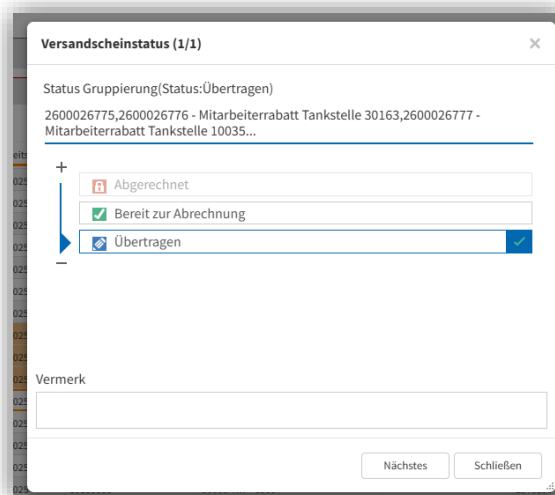 Versandscheinstatus (1/1)
Status Gruppierung(Status:Übertragen)
2600026775,2600026776 - Mitarbeiterrabatt Tankstelle 30163,2600026777 -
Mitarbeiterrabatt Tankstelle 10035...
Abgerechnet
Bereit zur Abrechnung
Übertragen
Vermerk
Nächstes
Schließen